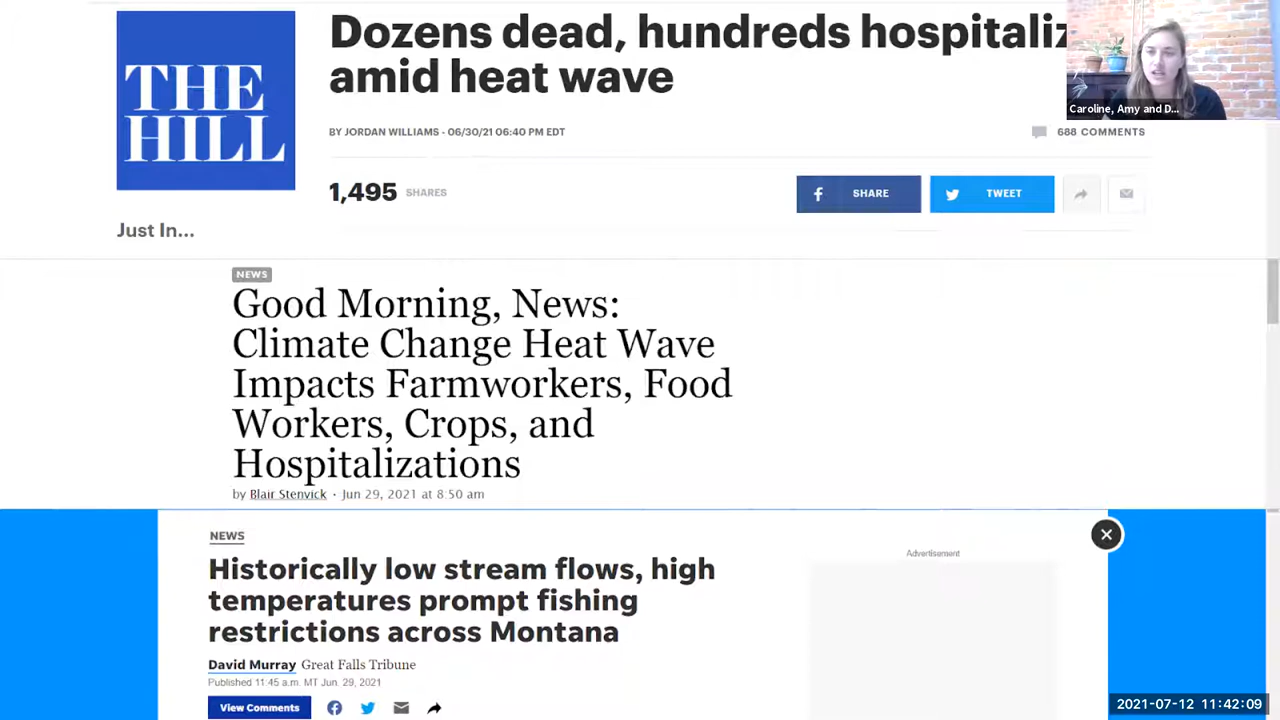 THE
HILL
Dozens dead, hundreds hospitaliz
amid heat wave
Caroline, Amy and D...
BY JORDAN WILLIAMS - 06/30/21 06:40 PM EDT
688 COMMENTS
1,495 SHARES
SHARE
TWEET
Just In...
NEWS
Good Morning, News:
Climate Change Heat Wave
Impacts Farmworkers, Food
Workers, Crops, and
Hospitalizations
by Blair Stenvick • Jun 29, 2021 at 8:50 am
NEWS
Advertisement
Historically low stream flows, high
temperatures prompt fishing
restrictions across Montana
David Murray Great Falls Tribune
Published 11:45 a.m. MT Jun. 29, 2021
View Comments
2021-07-12 11:42:09